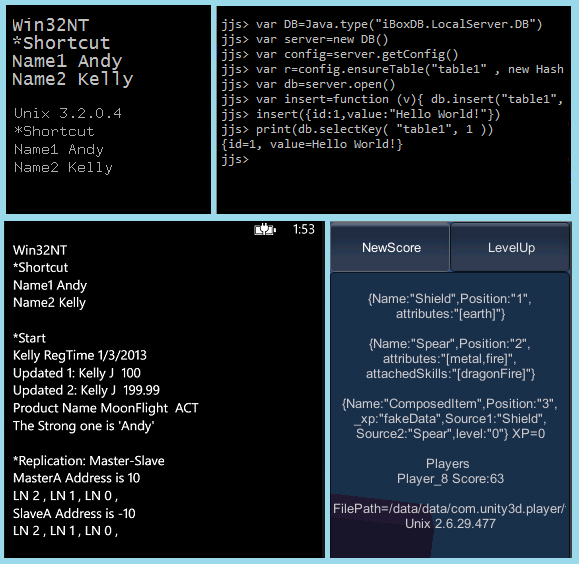 Win32NT
*Shortcut
Name1 Andy
Name2 Kelly
Unix 3.2.0.4
*Shortcut
Name1 Andy
Name2 Kelly
jjs> var DB=Java.type("iBoxDB.LocalServer.DB")
jjs> var server=new DB()
jjs> var config=server.getConfig()
jjs> var r=config.ensureTable("table1" , new Hash
jjs> var db=server.open()
jjs> var insert=function (v){ db.insert("table1",
jjs> insert({id:1,value:"Hello World!"})
jjs> print(db.selectKey( "table1", 1 ))
{id=1, value=Hello World!}
jjs>
1:53
Win32NT
*Shortcut
Name1 Andy
Name2 Kelly
*Start
Kelly RegTime 1/3/2013
Updated 1: Kelly J  100
Updated 2: Kelly J  199.99
Product Name MoonFlight  ACT
The Strong one is 'Andy'
*Replication: Master-Slave
MasterA Address is 10
LN 2 , LN 1 , LN 0 ,
SlaveA Address is -10
LN 2 , LN 1 , LN 0 ,
NewScore
LevelUp
{Name:"Shield",Position:"1",
attributes:"[earth]"}
{Name:"Spear",Position:"2",
attributes:"[metal,fire]",
attachedSkills:"[dragonFire]"}
{Name:"ComposedItem",Position:"3",
_xp:"fakeData",Source1:"Shield",
Source2:"Spear",level:"0"} XP=0
Players
Player_8 Score:63
FilePath=/data/data/com.unity3d.player/
Unix 2.6.29.477